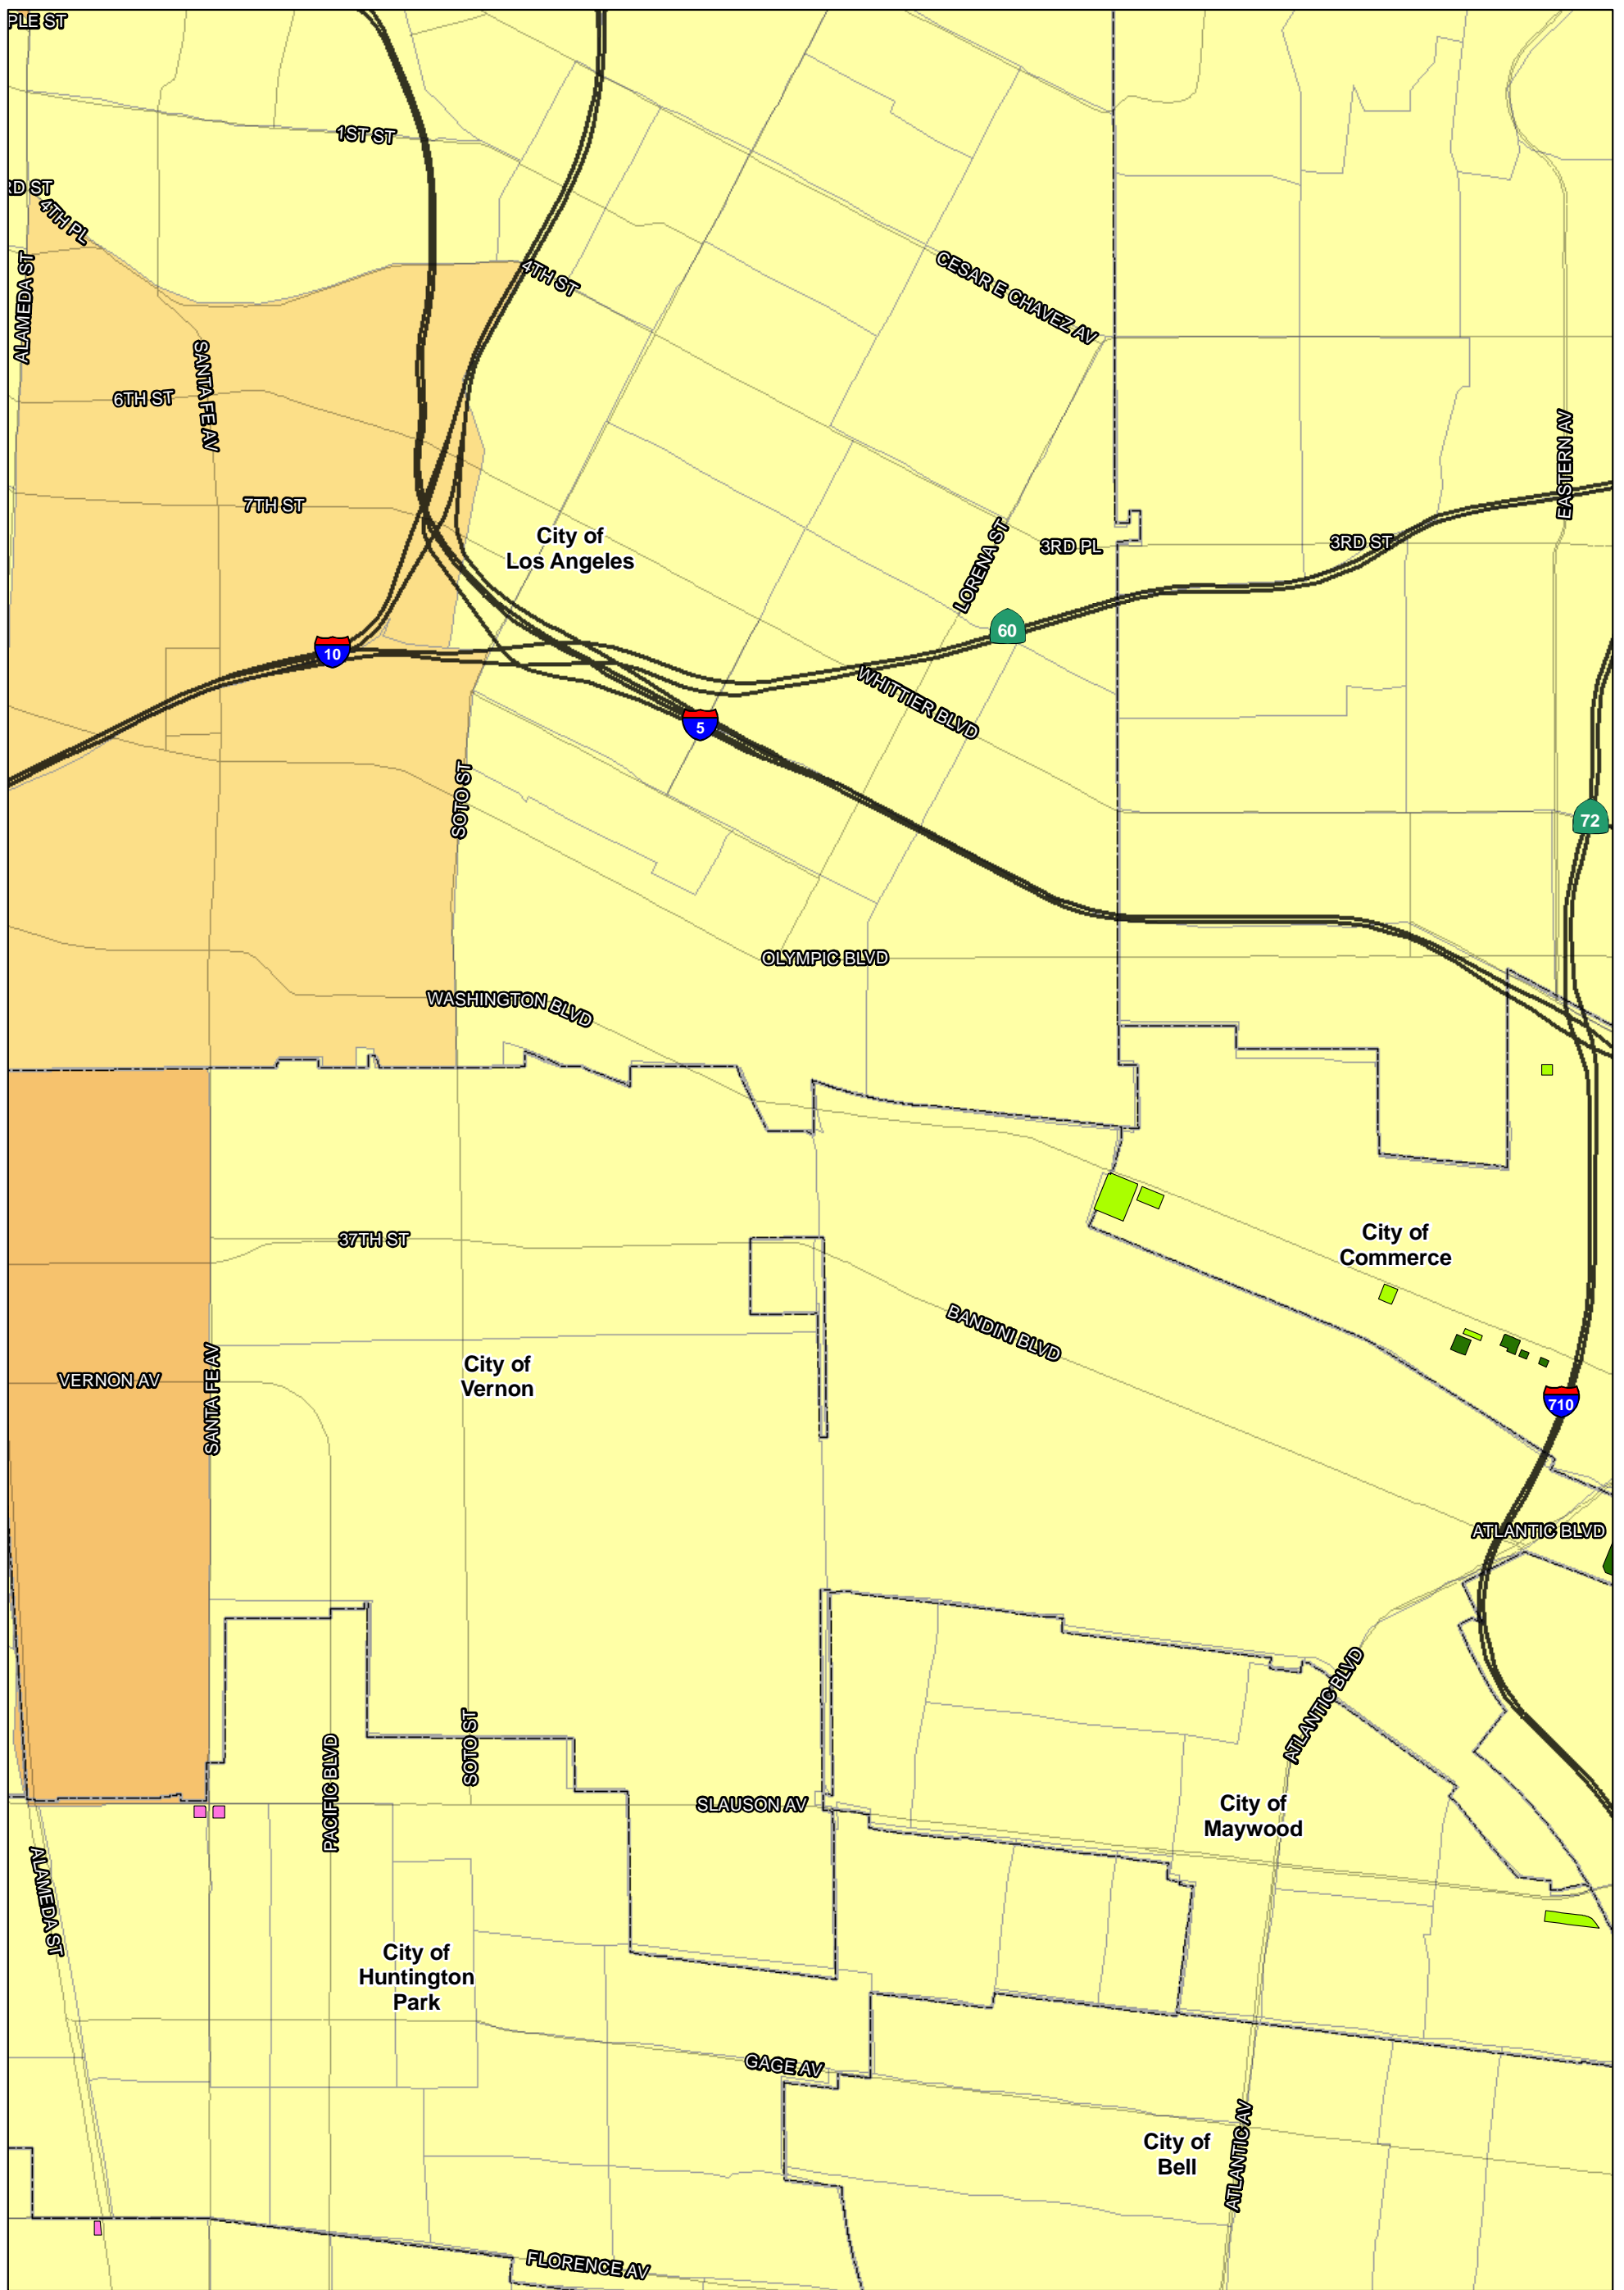 PLE ST
1ST ST
RD ST
4TH PL
ALAMEDA ST
4TH ST
CESAR E CHAVEZ AV
SANTA FE AV
6TH ST
EASTERN AV
7TH ST
City of
Los Angeles
LORENA ST
3RD PL
3RD ST
60
10
WHITTIER BLVD
5
SOTO ST
72
OLYMPIC BLVD
WASHINGTON BLVD
37TH ST
City of
Commerce
BANDINI BLVD
City of
Vernon
VERNON AV
SANTA FE AV
710
ATLANTIC BLVD
ATLANTIC BLVD
SOTO ST
PACIFIC BLVD
SLAUSON AV
City of
Maywood
ALAMEDA ST
City of
Huntington
Park
GAGE AV
City of
Bell
ATLANTIC AV
FLORENCE AV